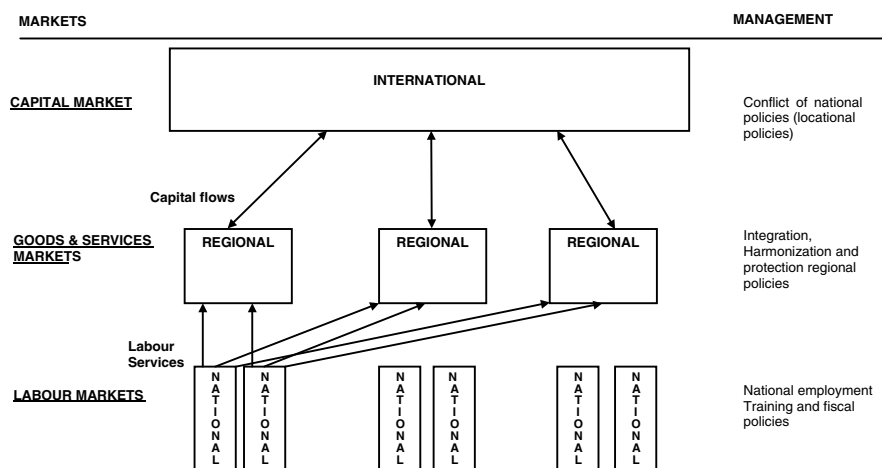 MARKETS
MANAGEMENT
INTERNATIONAL
CAPITAL MARKET
Conflict of national
policies (locational
policies)
Capital flows
GOODS & SERVICES
MARKETS
REGIONAL
REGIONAL
REGIONAL
Integration,
Harmonization and
protection regional
policies
Labour
Services
LABOUR MARKETS
NATIONAL
NATIONAL
NATIONAL
NATIONAL
NATIONAL
NATIONAL
National employment
Training and fiscal
policies